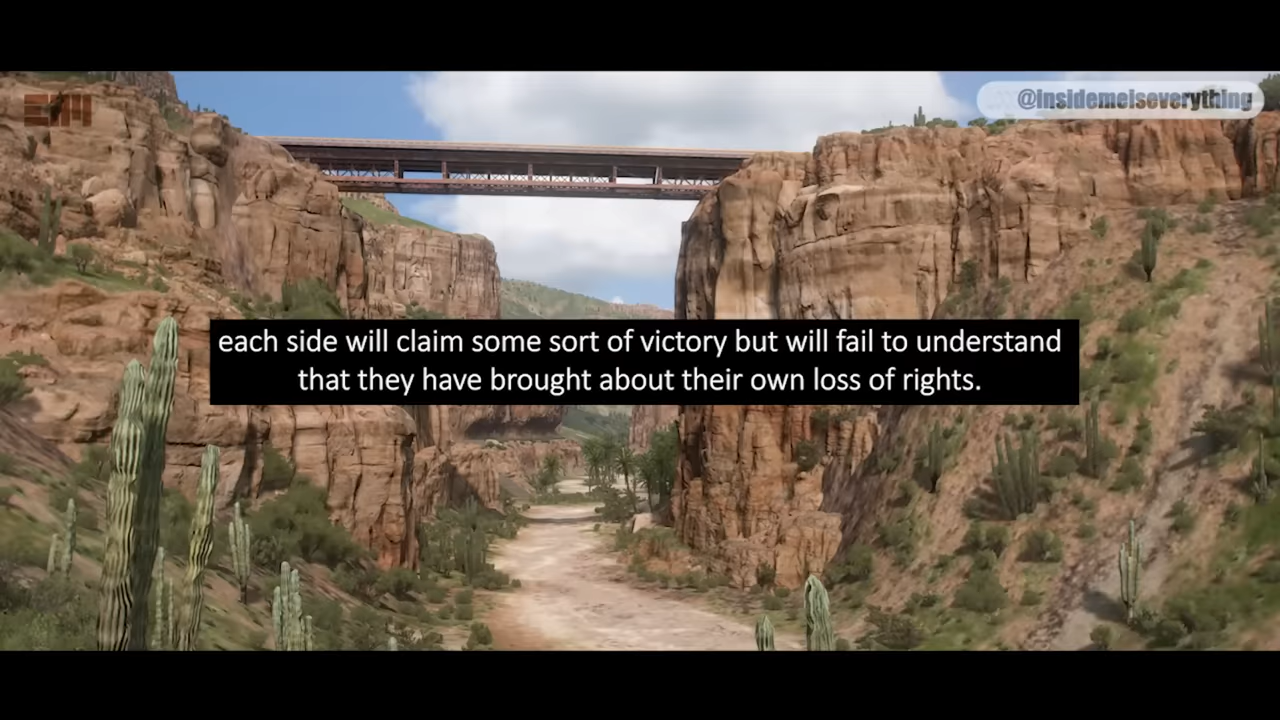 @insidemeiseverything
each side will claim some sort of victory but will fail to understand
that they have brought about their own loss of rights.